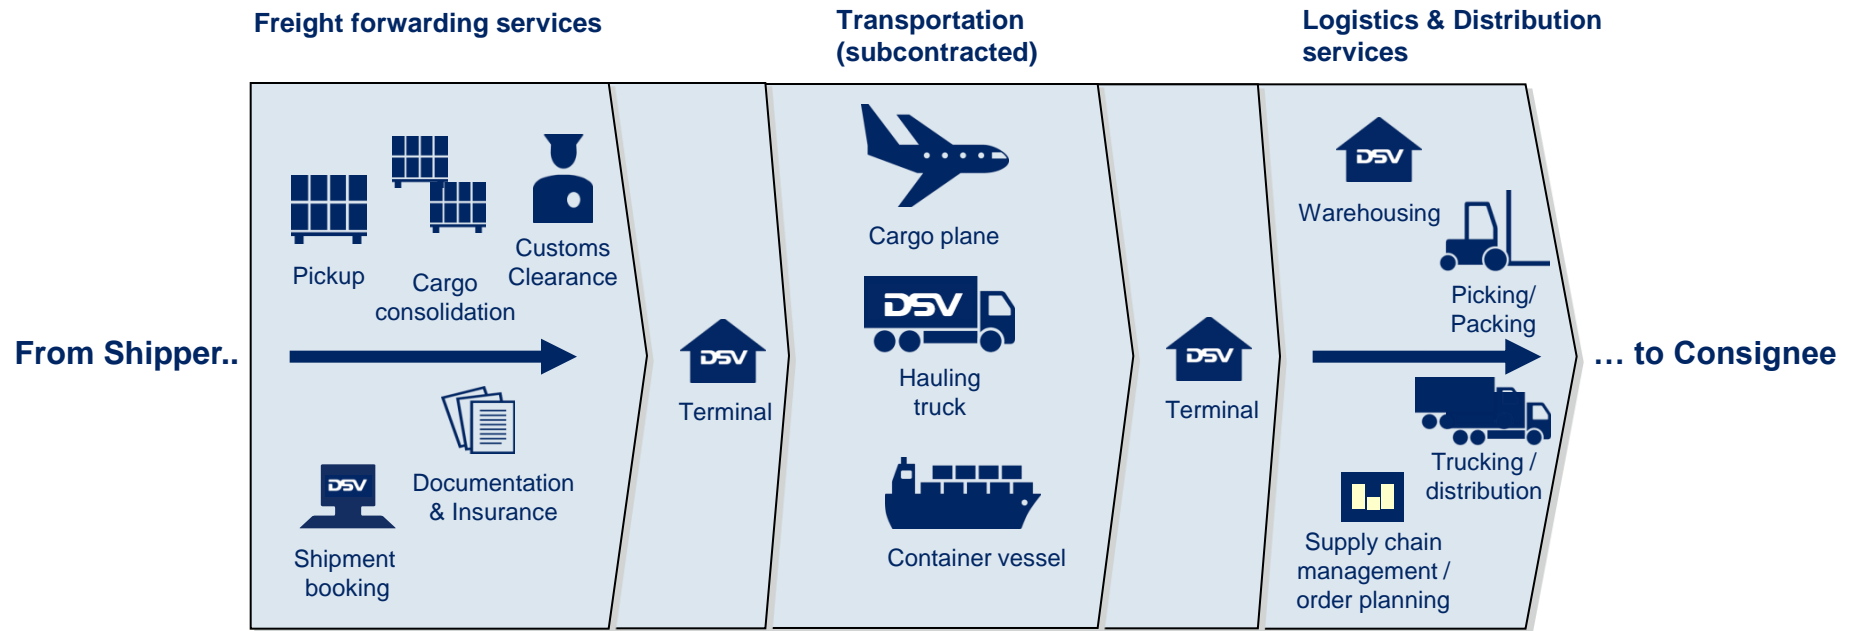 Freight forwarding services
Transportation
(subcontracted)
Logistics & Distribution
services
From Shipper..
Pickup
Cargo
consolidation
Customs
Clearance
Shipment
booking
DSV
Documentation
& Insurance
DSV
Terminal
Cargo plane
DSV
Hauling
truck
Container vessel
DSV
Terminal
DSV
Warehousing
Picking/
Packing
Trucking /
distribution
Supply chain
management /
order planning
… to Consignee